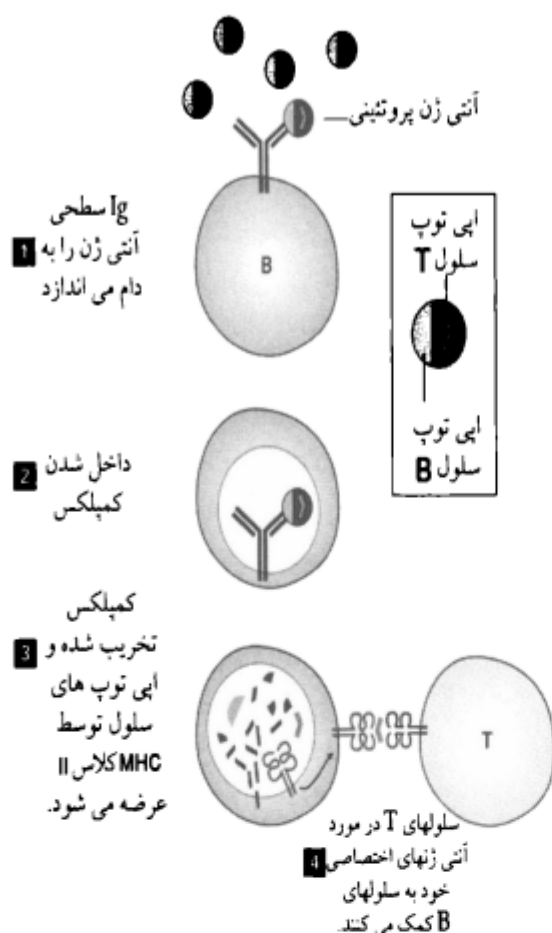 آنتی ژن پروتئینی
Ig سطحی
آنتی ژن را به
دام می اندازد
1
B
اپی توپ
سلول T
اپی توپ
سلول B
داخل شدن
کمپلکس
2
کمپلکس
تخریب شده و
اپی توپ های
سلول توسط
MHC کلاس II
عرضه می شود.
3
T
سلولهای T در مورد
آنتی ژنهای اختصاصی
خود به سلولهای
B کمک می کنند.
4